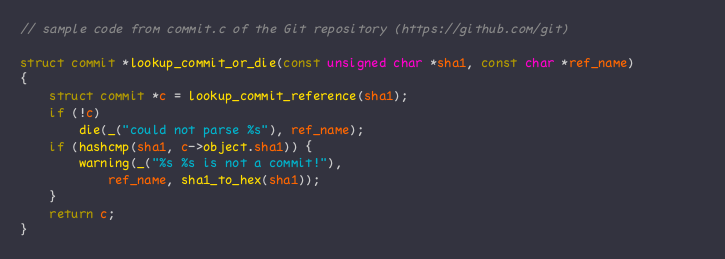 // sample code from commit.c of the Git repository (https://github.com/git)
struct commit *lookup_commit_or_die(const unsigned char *sha1, const char *ref_name)
{
    struct commit *c = lookup_commit_reference(sha1);
    if (!c)
        die(_("could not parse %s"), ref_name);
    if (hashcmp(sha1, c->object.sha1)) {
        warning(_("%s %s is not a commit!"),
            ref_name, sha1_to_hex(sha1));
    }
    return c;
}